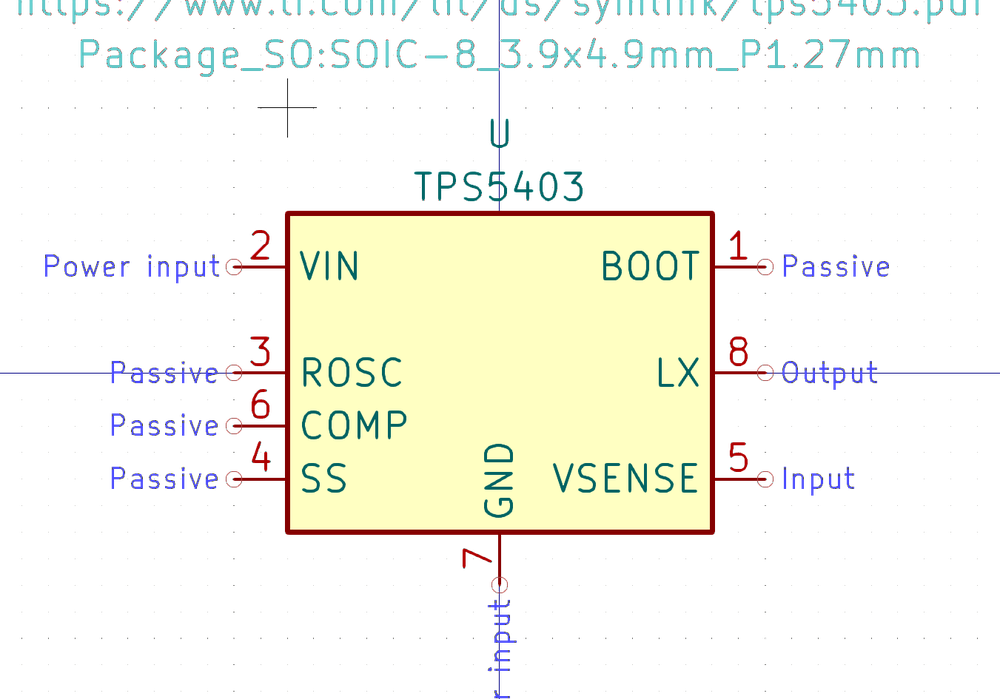 https://www.ti.com/lit/ds/symlink/tps5403.pdf
Package_SO:SOIC-8_3.9x4.9mm_P1.27mm
U
TPS5403
Power input 2 VIN BOOT 1 Passive
Passive 3 ROSC LX 8 Output
Passive 6 COMP
Passive 4 SS VSENSE 5 Input
GND
7
input